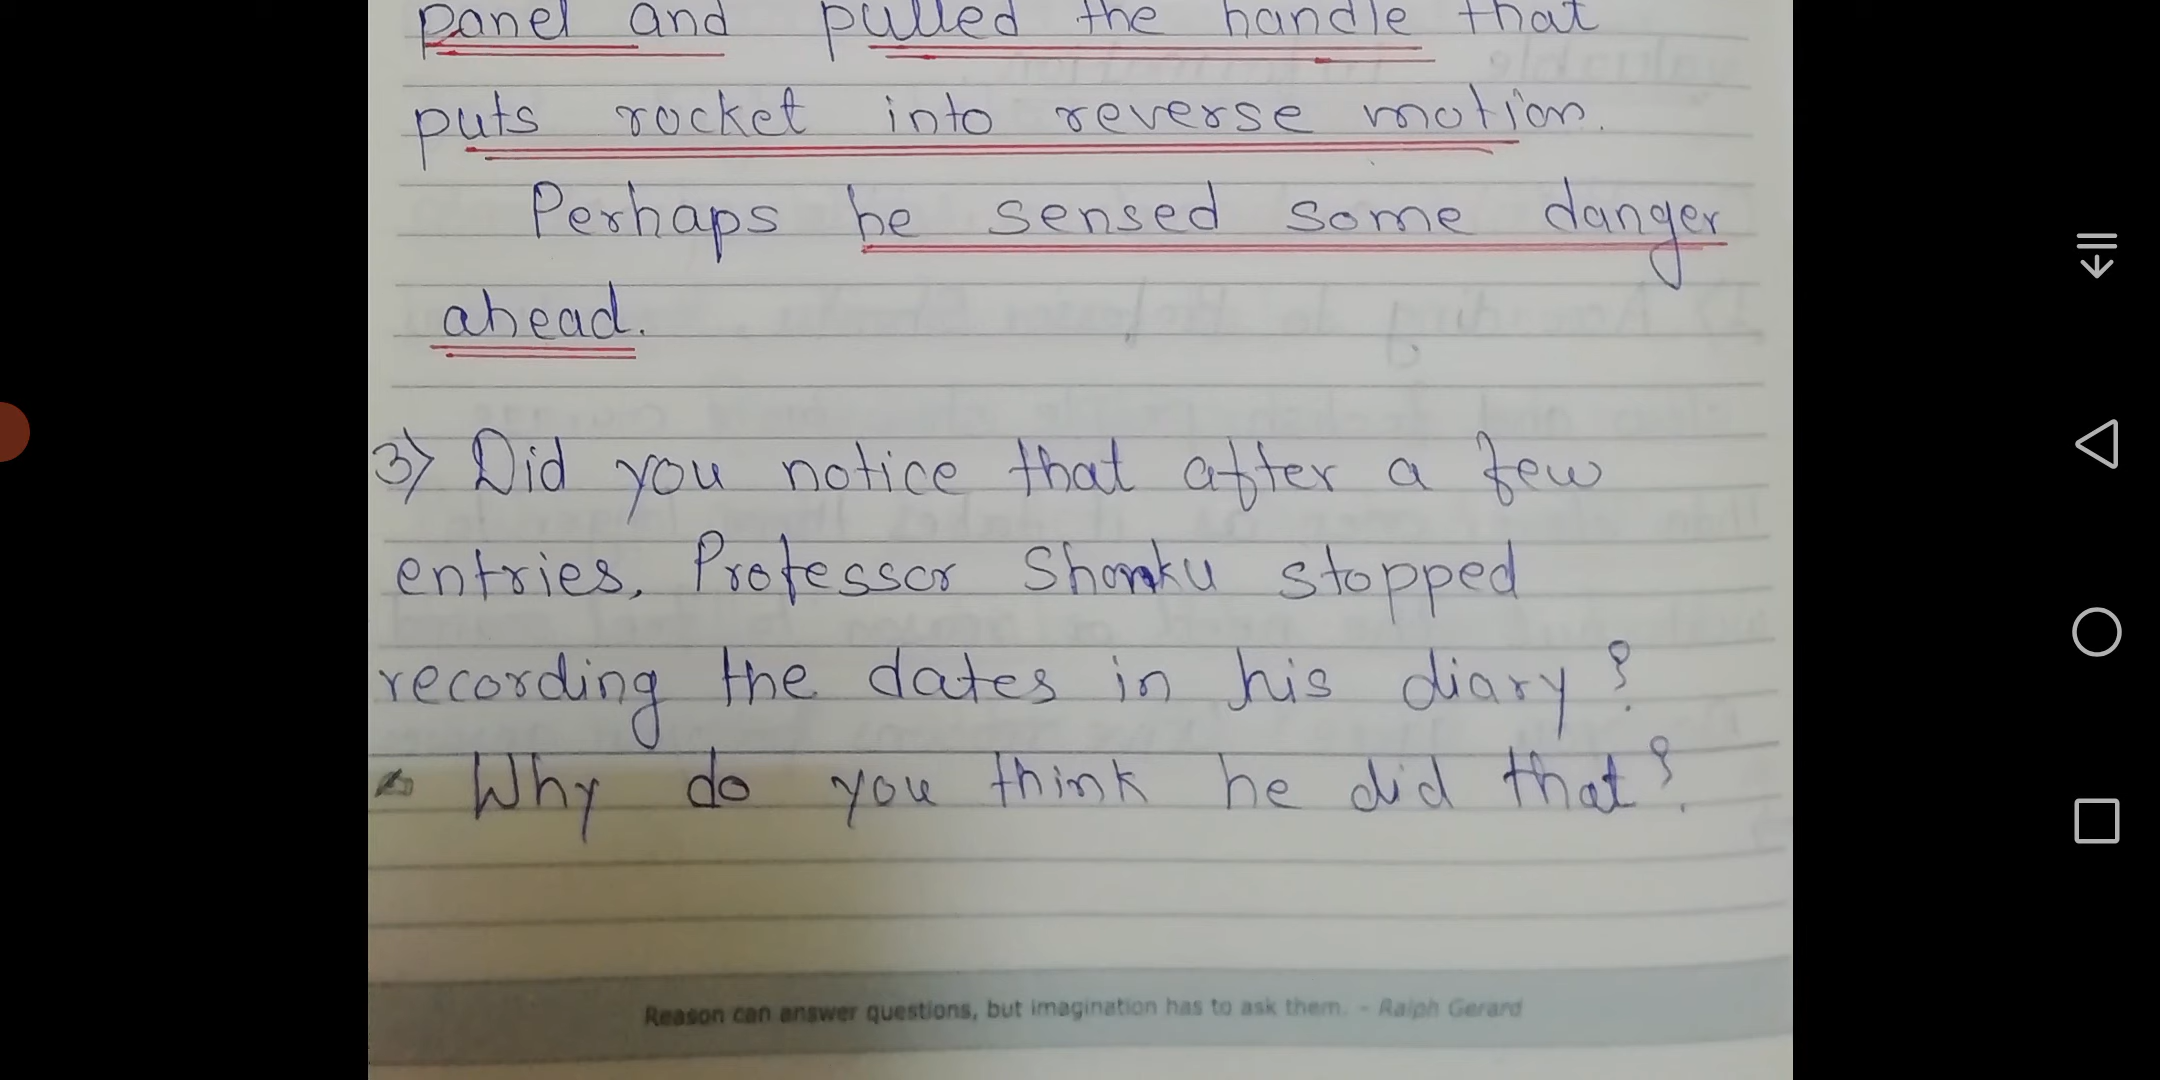 panel and pulled the handle that
puts rocket into reverse motion.
Perhaps he sensed some danger
ahead.
3) Did you notice that after a few
entries, Professor Shonku stopped
recording the dates in his diary?
Why do you think he did that?
Reason can answer questions, but imagination has to ask them. - Ralph Gerard